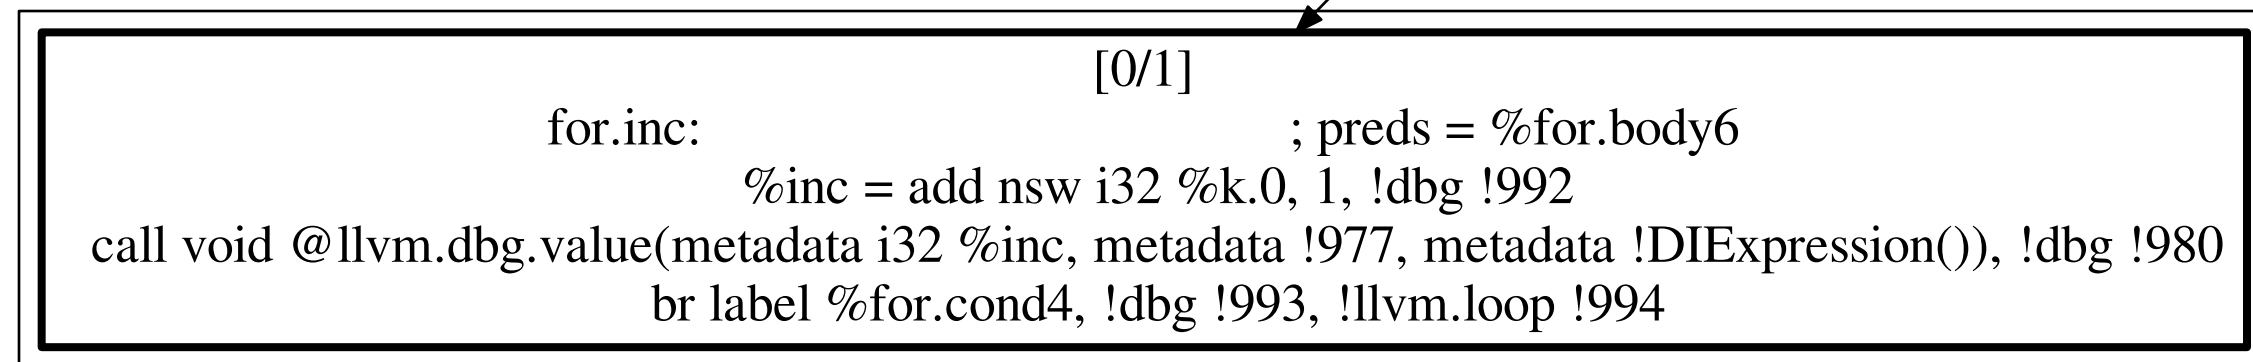 [0/1]
for.inc: ; preds = %for.body6
%inc = add nsw i32 %k.0, 1, !dbg !992
call void @llvm.dbg.value(metadata i32 %inc, metadata !977, metadata !DIExpression()), !dbg !980
br label %for.cond4, !dbg !993, !llvm.loop !994